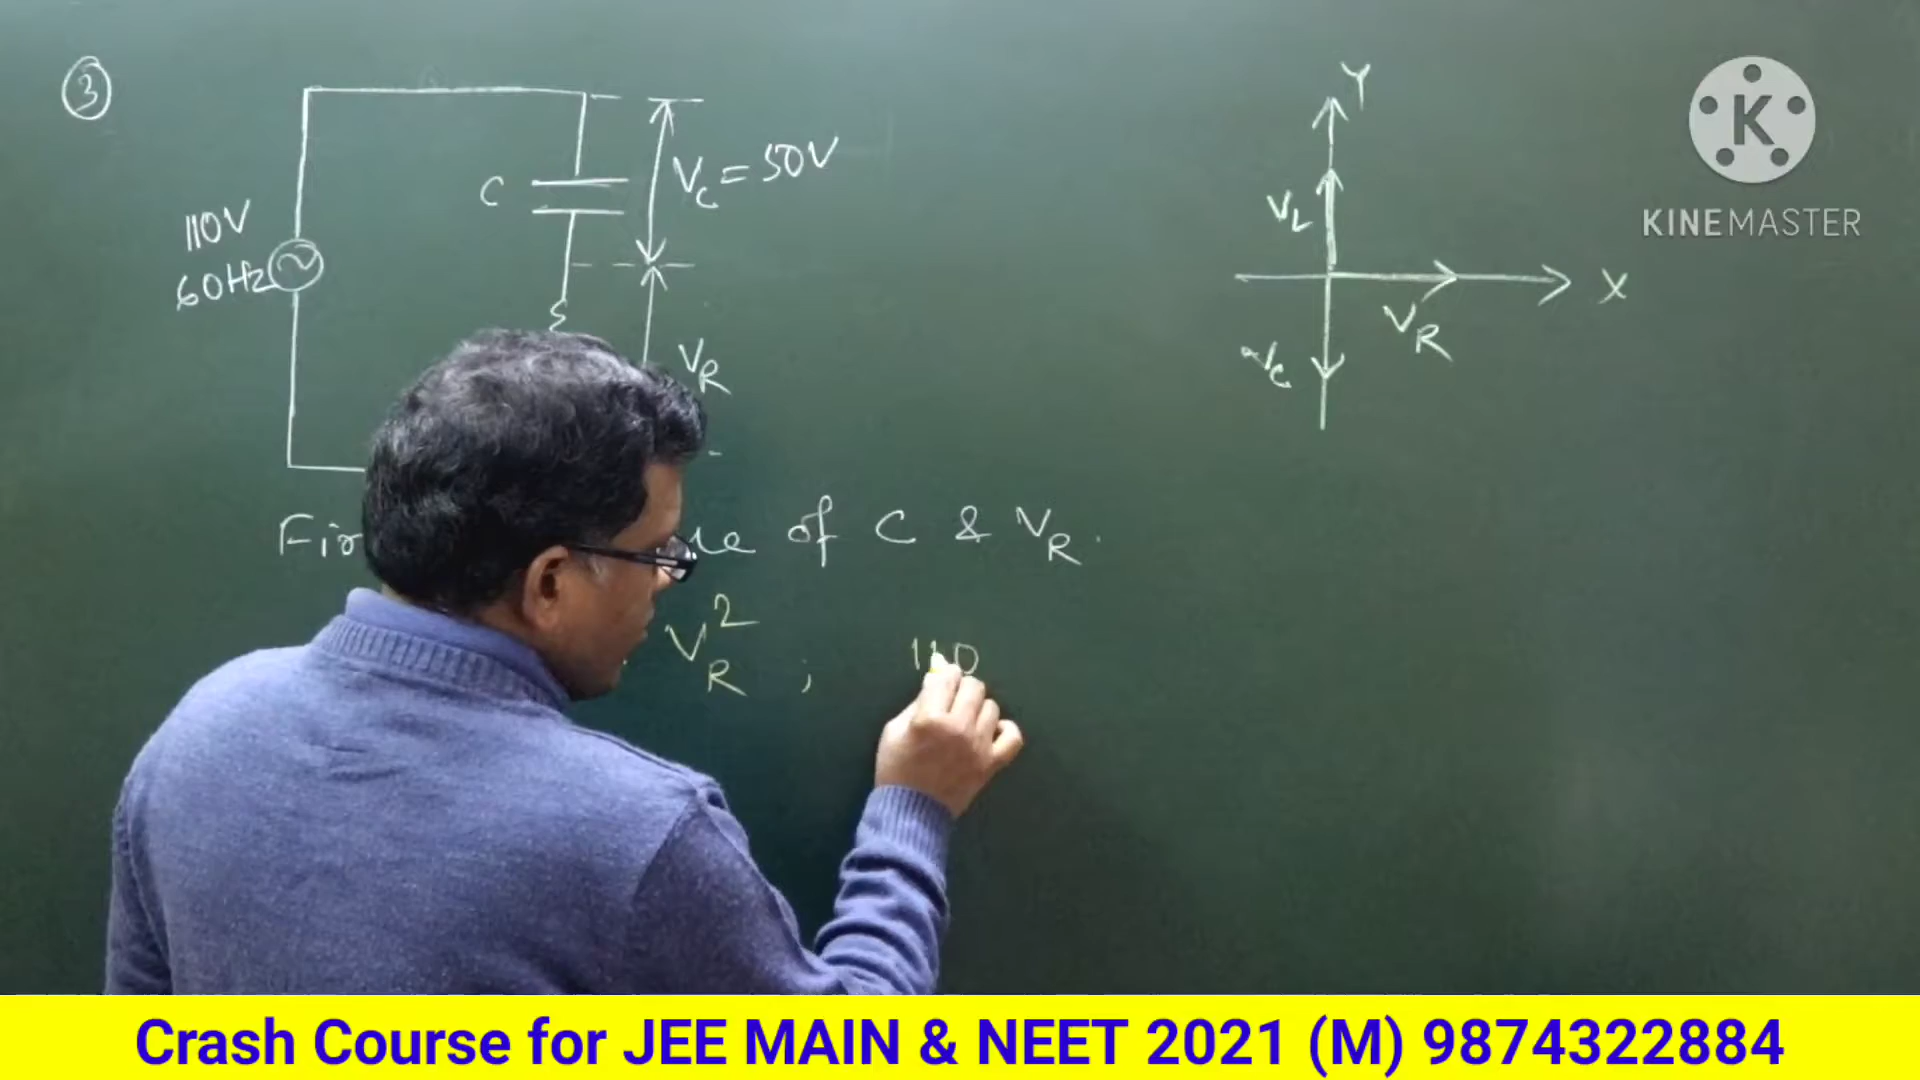 3
110V
60Hz
C
Vc = 50V
VR
of C & VR.
VR² ; 110
Y
VL
X
VR
Vc
K
KINEMASTER
Crash Course for JEE MAIN & NEET 2021 (M) 9874322884